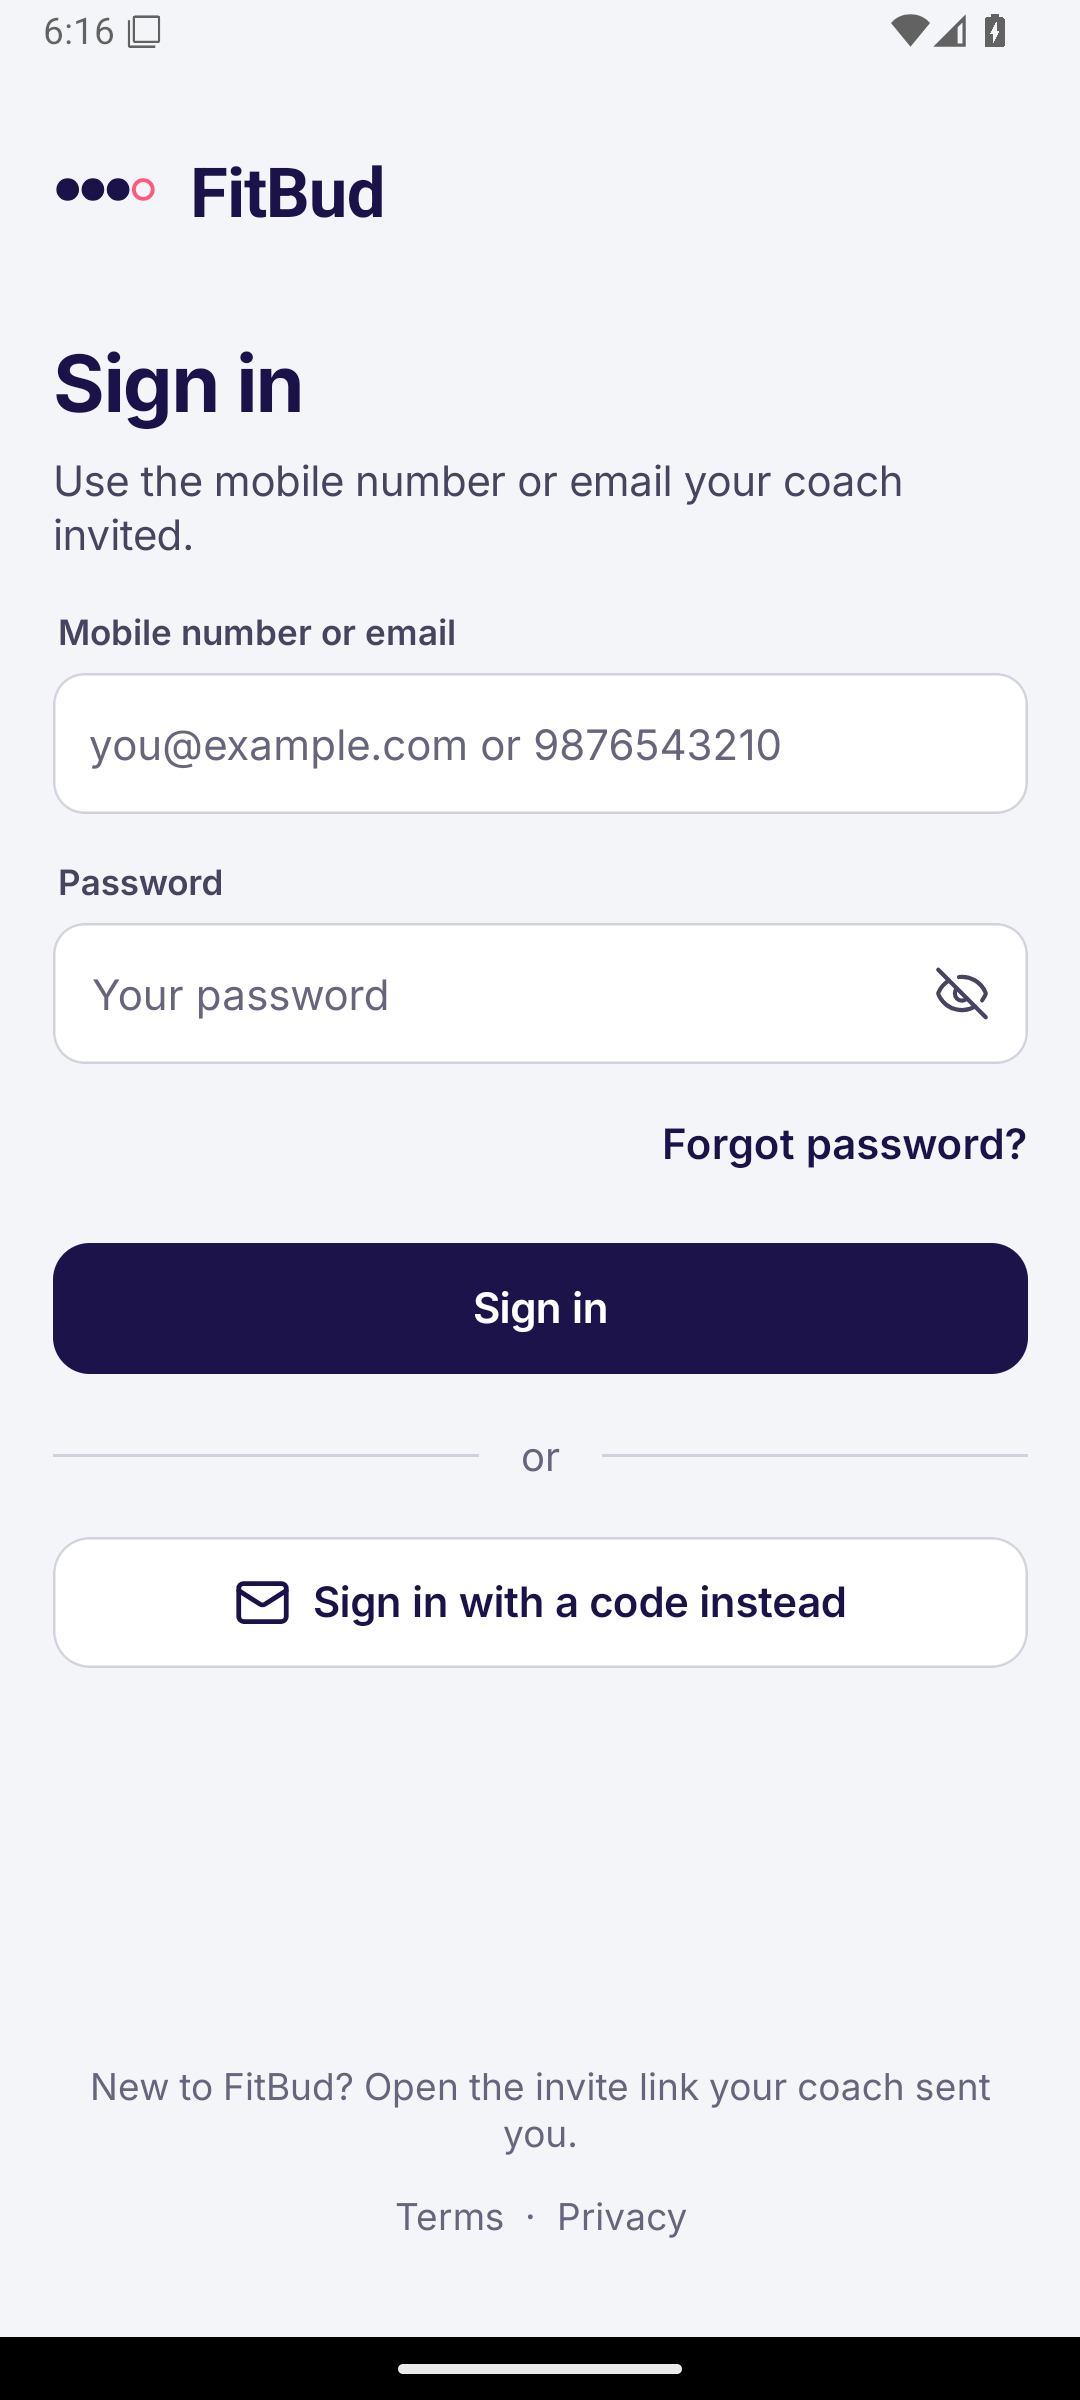 6:16
FitBud
Sign in
Use the mobile number or email your coach
invited.
Mobile number or email
you@example.com or 9876543210
Password
Your password
Forgot password?
Sign in
or
Sign in with a code instead
New to FitBud? Open the invite link your coach sent
you.
Terms · Privacy